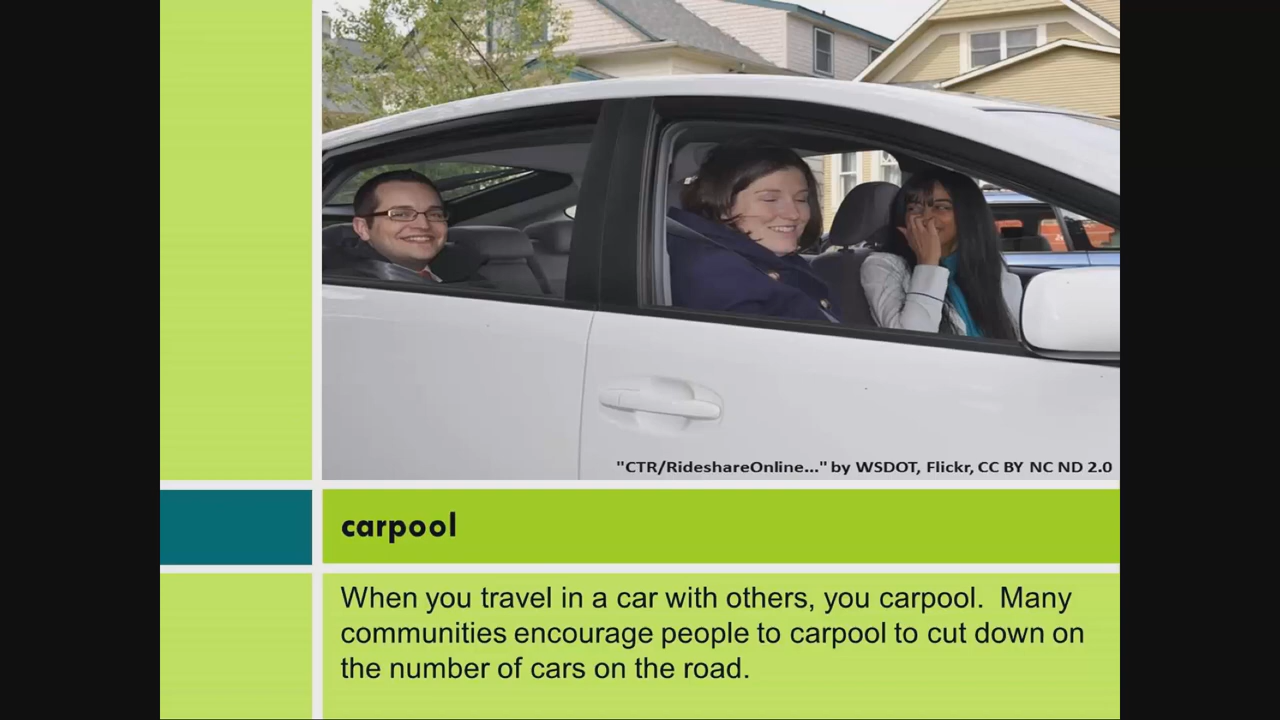 "CTR/RideshareOnline..." by WSDOT, Flickr, CC BY NC ND 2.0
carpool
When you travel in a car with others, you carpool.  Many
communities encourage people to carpool to cut down on
the number of cars on the road.